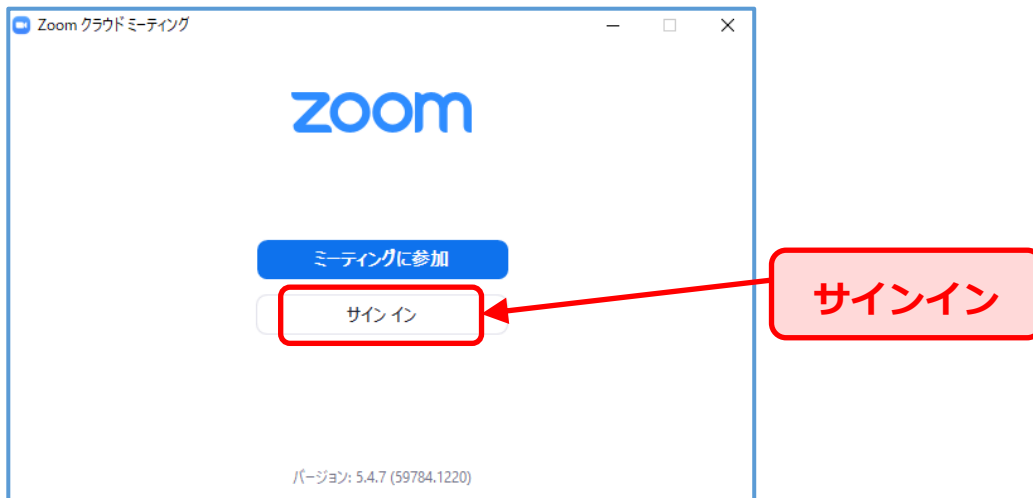 Zoom クラウドミーティング
zoom
ミーティングに参加
サイン イン
サインイン
バージョン: 5.4.7 (59784.1220)